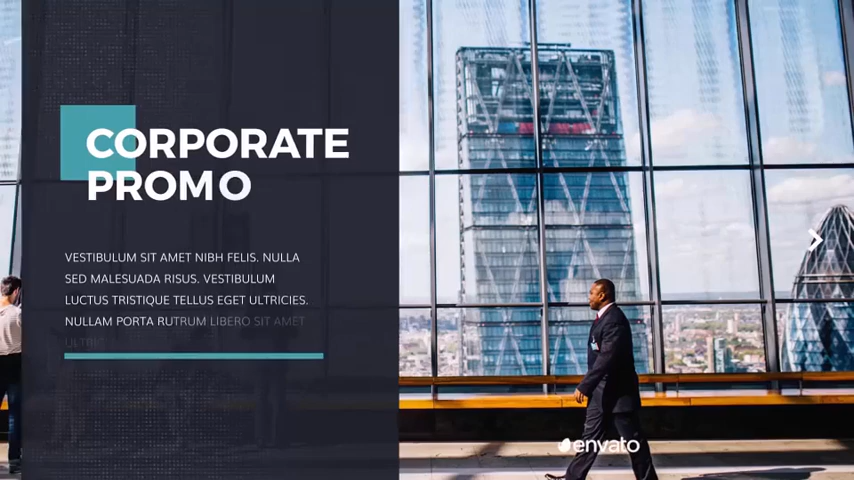 CORPORATE
PROMO
VESTIBULUM SIT AMET NIBH FELIS. NULLA
SED MALESUADA RISUS. VESTIBULUM
LUCTUS TRISTIQUE TELLUS EGET ULTRICIES.
NULLAM PORTA RUTRUM LIBERO SIT AMET
envato